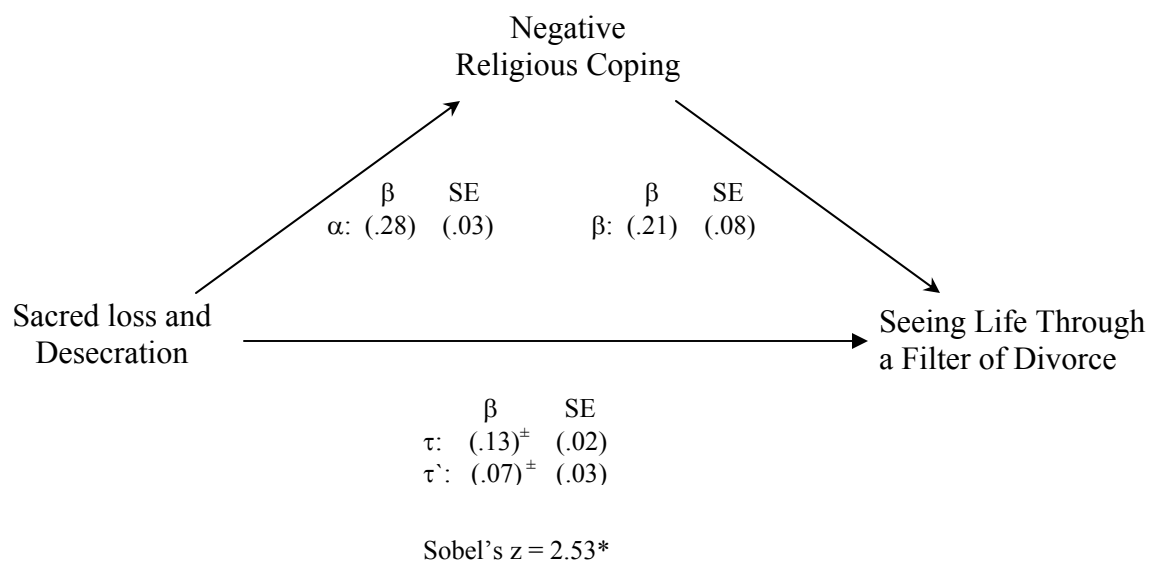 Negative
Religious Coping
β SE
α: (.28) (.03)
β SE
β: (.21) (.08)
Sacred loss and
Desecration
Seeing Life Through
a Filter of Divorce
β SE
τ: (.13)± (.02)
τ`: (.07)± (.03)
Sobel’s z = 2.53*